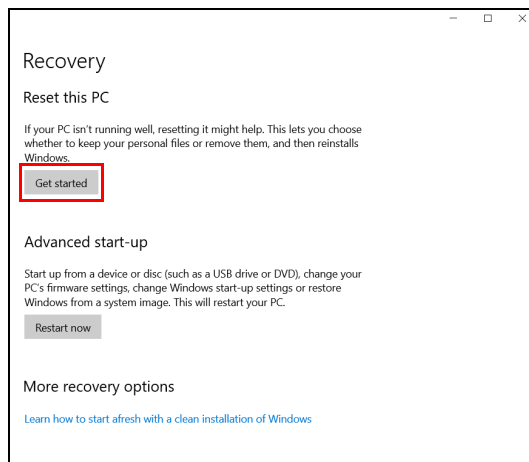 Recovery
Reset this PC
If your PC isn't running well, resetting it might help. This lets you choose
whether to keep your personal files or remove them, and then reinstalls
Windows.
Get started
Advanced start-up
Start up from a device or disc (such as a USB drive or DVD), change your
PC's firmware settings, change Windows start-up settings or restore
Windows from a system image. This will restart your PC.
Restart now
More recovery options
Learn how to start afresh with a clean installation of Windows